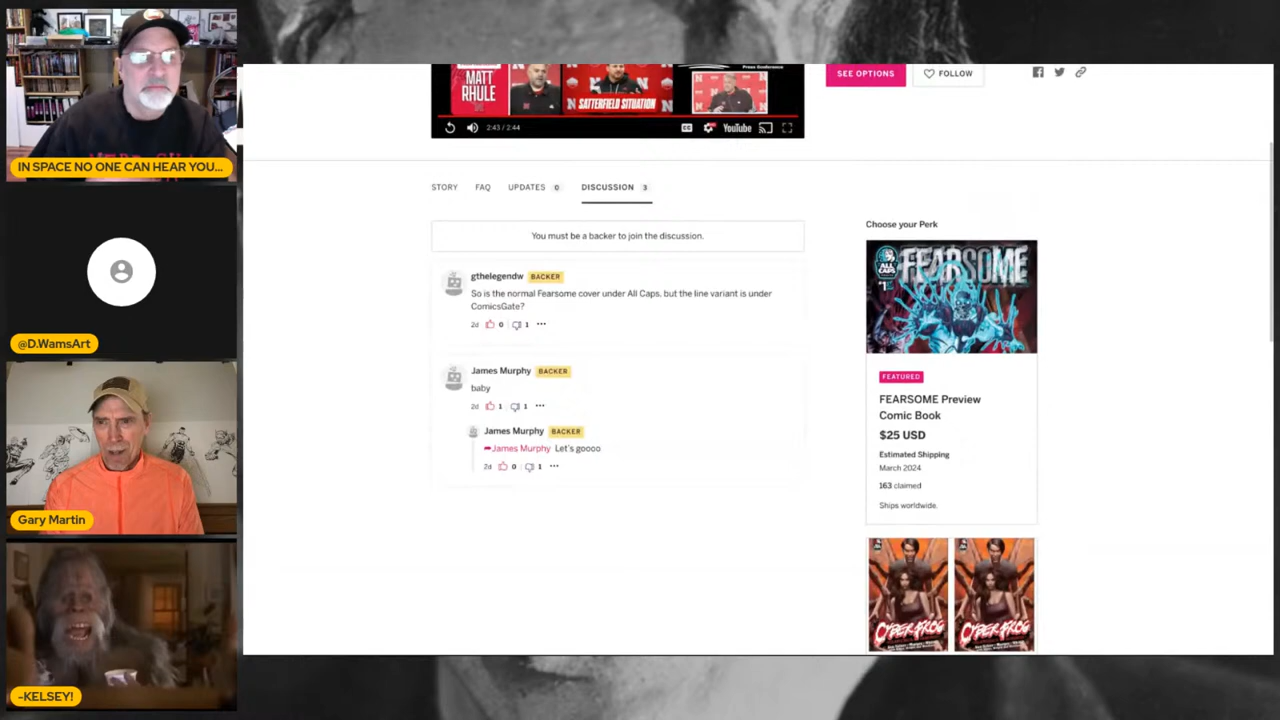 IN SPACE NO ONE CAN HEAR YOU...
@D.WamsArt
Gary Martin
-KELSEY!
MATT
RHULE
SATTERFIELD SITUATION
Press Conference
2:43 / 2:44
CC
YouTube
SEE OPTIONS
FOLLOW
STORY
FAQ
UPDATES 0
DISCUSSION 3
You must be a backer to join the discussion.
gthelegendw BACKER
So is the normal Fearsome cover under All Caps, but the line variant is under
ComicsGate?
2d 0 1 •••
James Murphy BACKER
baby
2d 1 1 •••
James Murphy BACKER
James Murphy Let's goooo
2d 0 1 •••
Choose your Perk
ALL
CAPS
#1
FEARSOME
FEATURED
FEARSOME Preview
Comic Book
$25 USD
Estimated Shipping
March 2024
163 claimed
Ships worldwide.
CYBERFROG
CYBERFROG